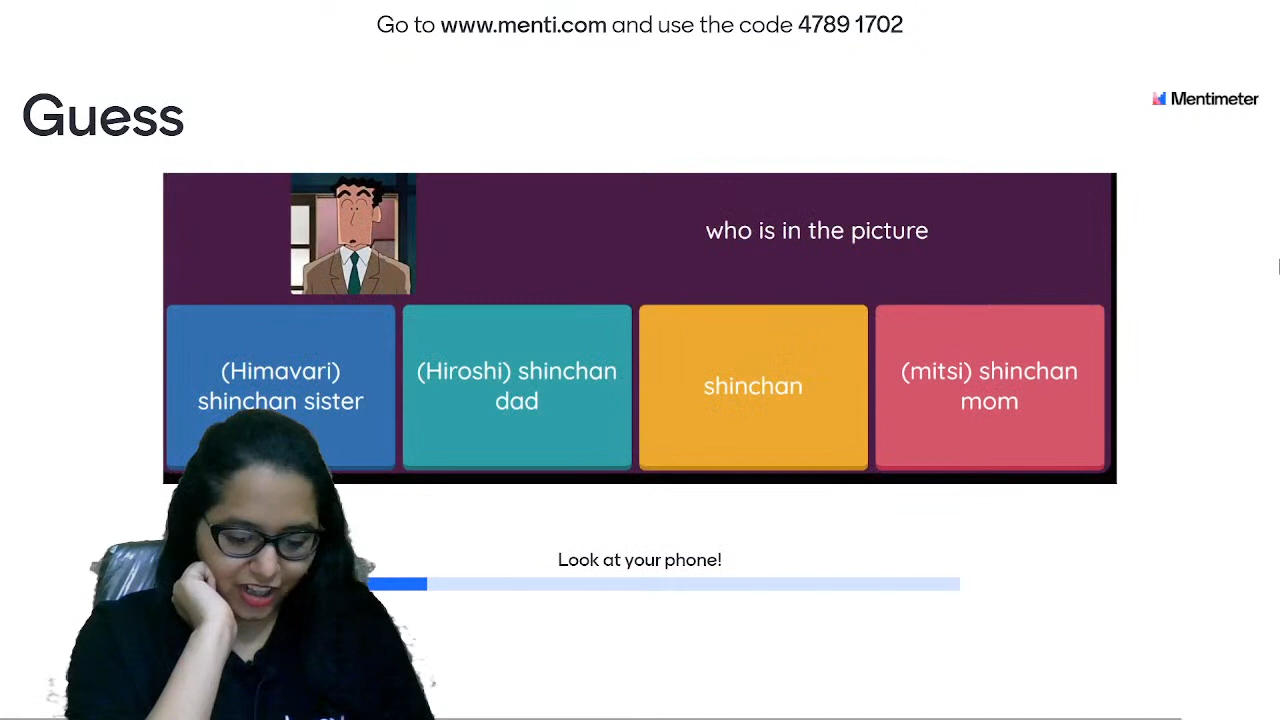 Go to www.menti.com and use the code 4789 1702
Guess
Mentimeter
who is in the picture
(Himavari)
shinchan sister
(Hiroshi) shinchan
dad
shinchan
(mitsi) shinchan
mom
Look at your phone!